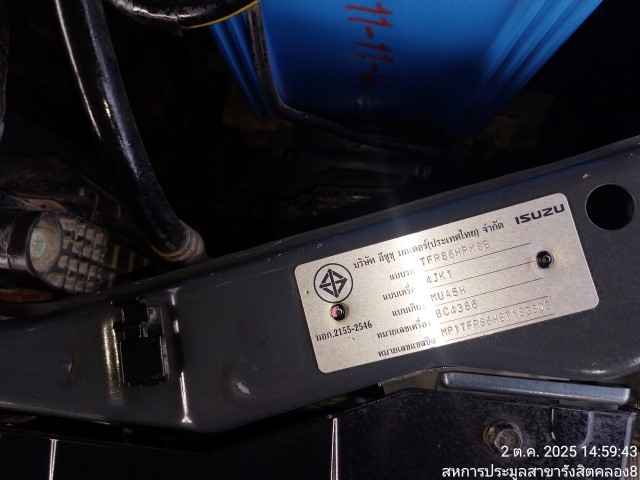 11-11-
ISUZU
บริษัท อีซูซุ มอเตอร์(ประเทศไทย) จำกัด
แบบรถ TFR86HPM8E
แบบเครื่อง 4JK1
แบบเกียร์ MU45H
หมายเลขเครื่อง BC4386
มอก.2155-2546
หมายเลขแชสซีส์
2 ต.ค. 2025 14:59:43
สหการประมูลสาขารังสิตคลอง8